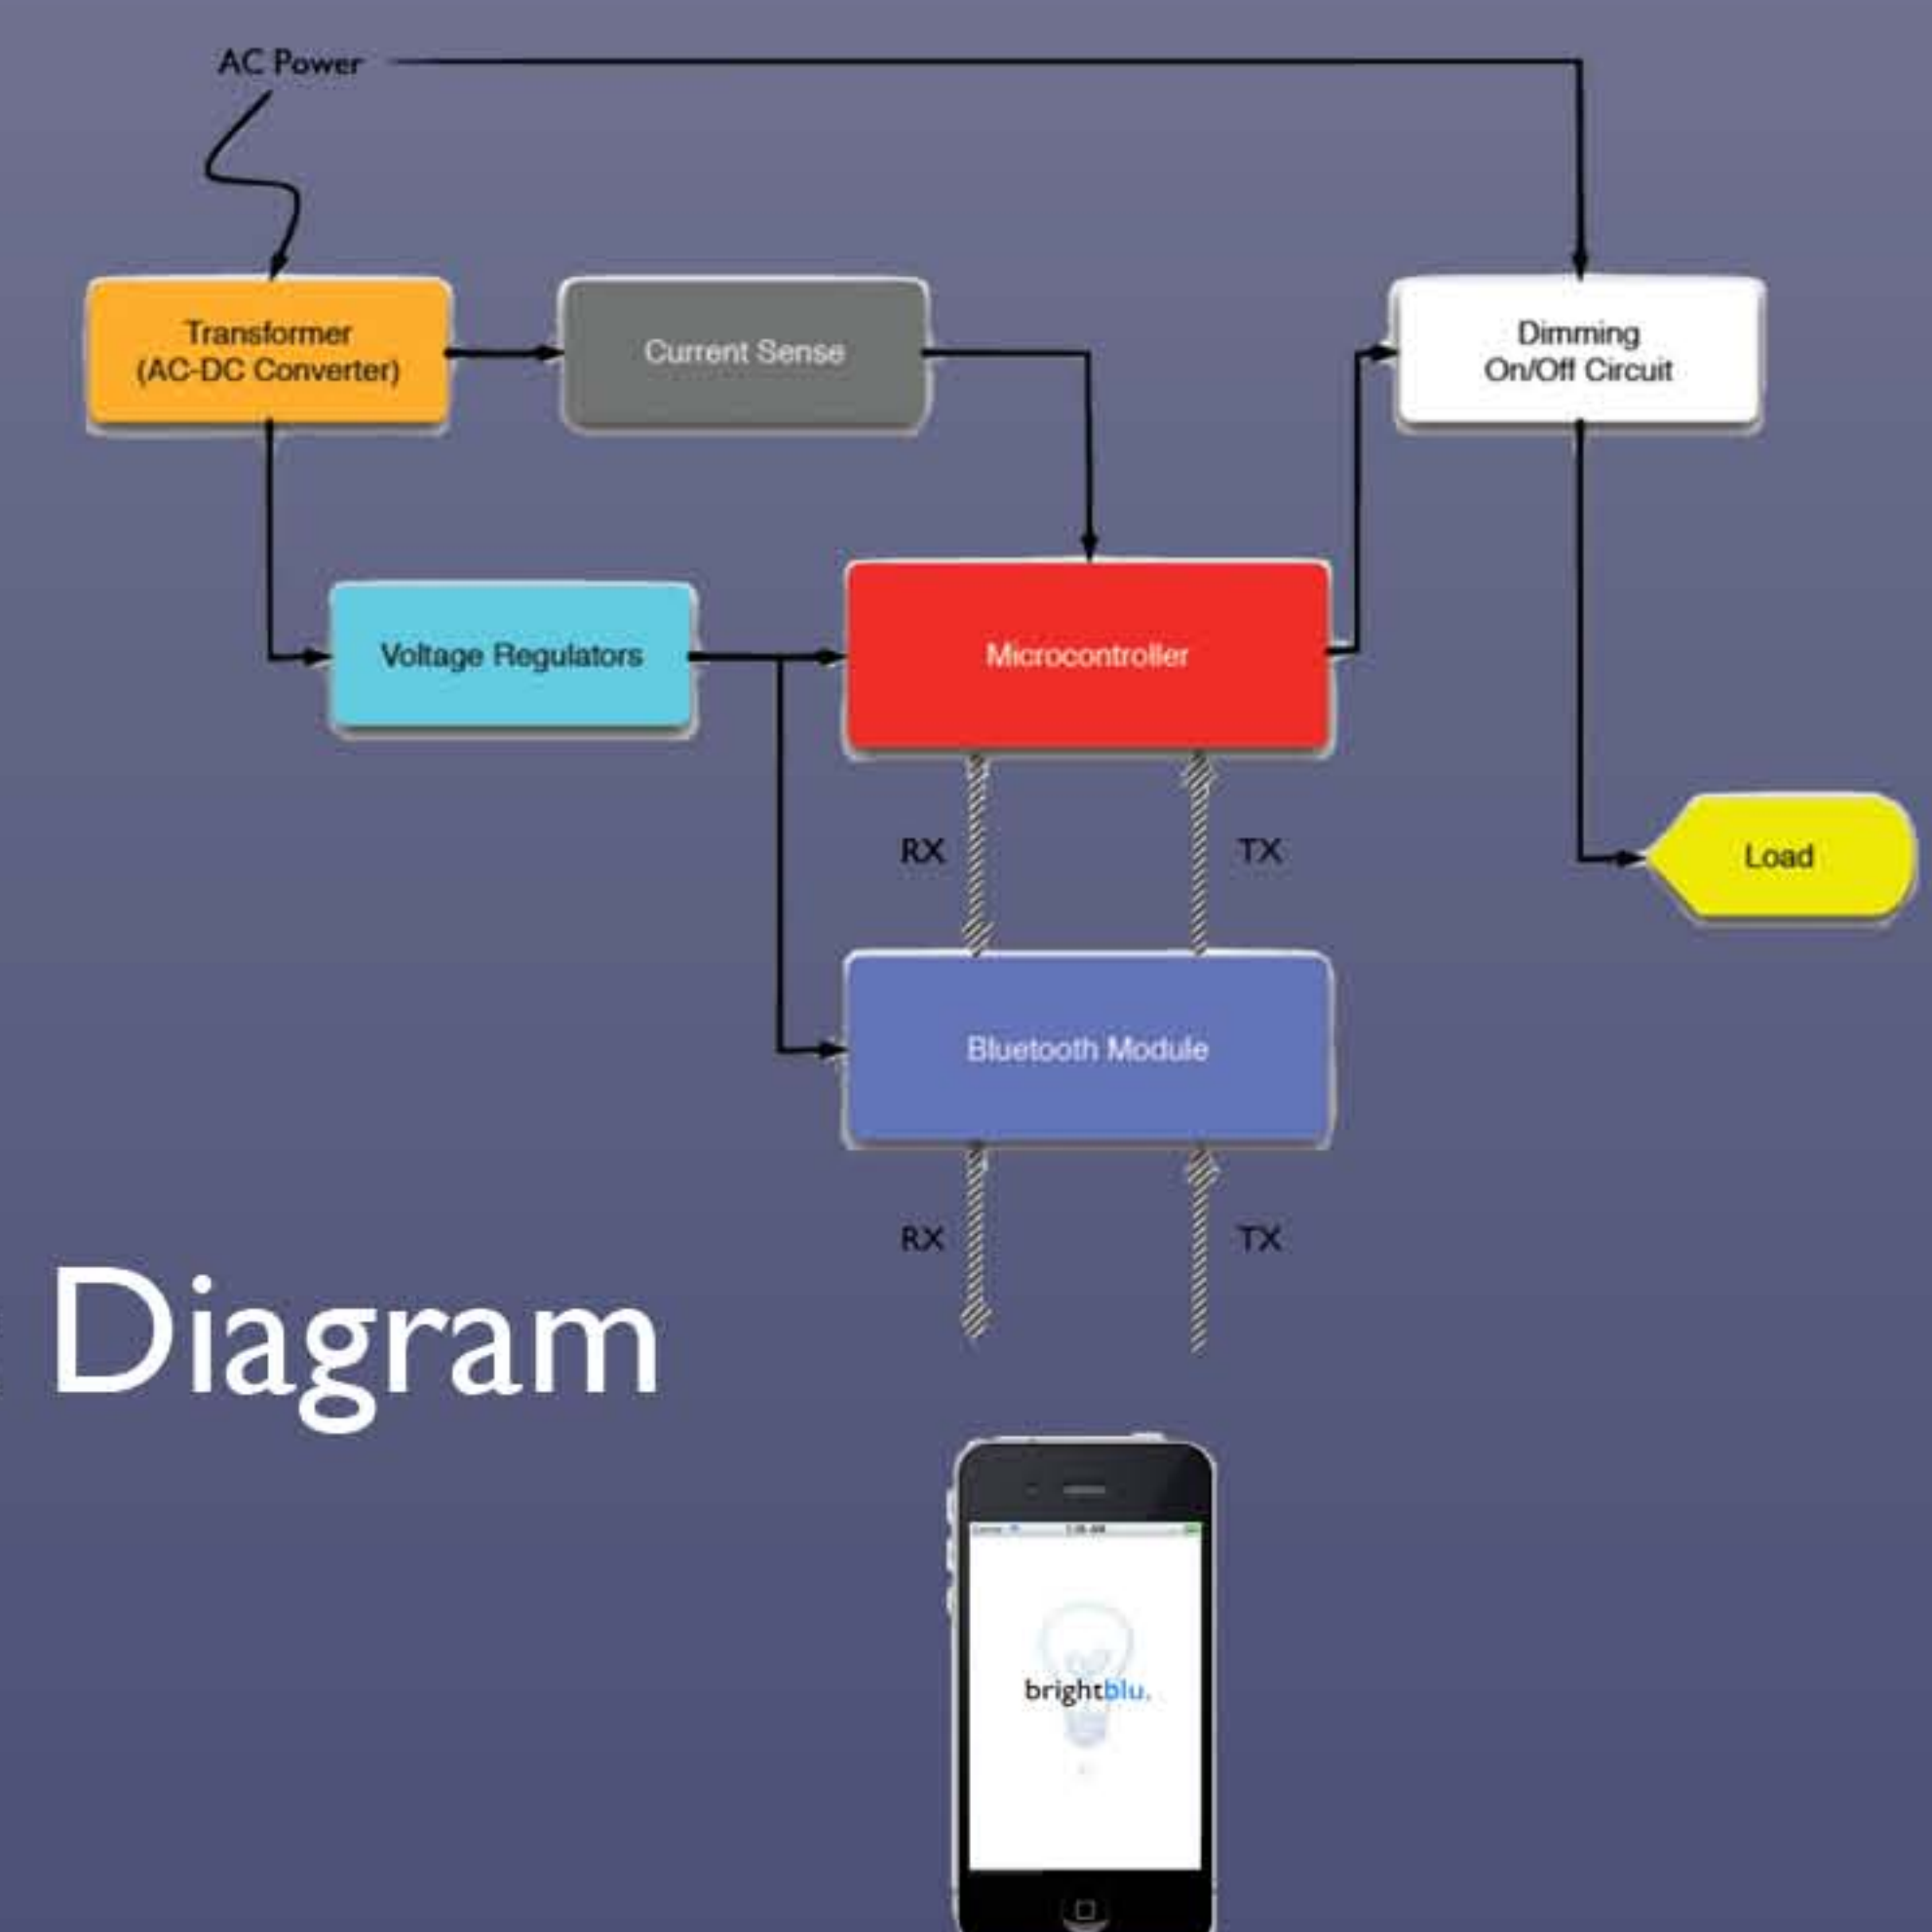 AC Power
Transformer
(AC-DC Converter)
Current Sense
Dimming
On/Off Circuit
Voltage Regulators
Microcontroller
RX
TX
Load
Bluetooth Module
RX
TX
Diagram
brightblu.